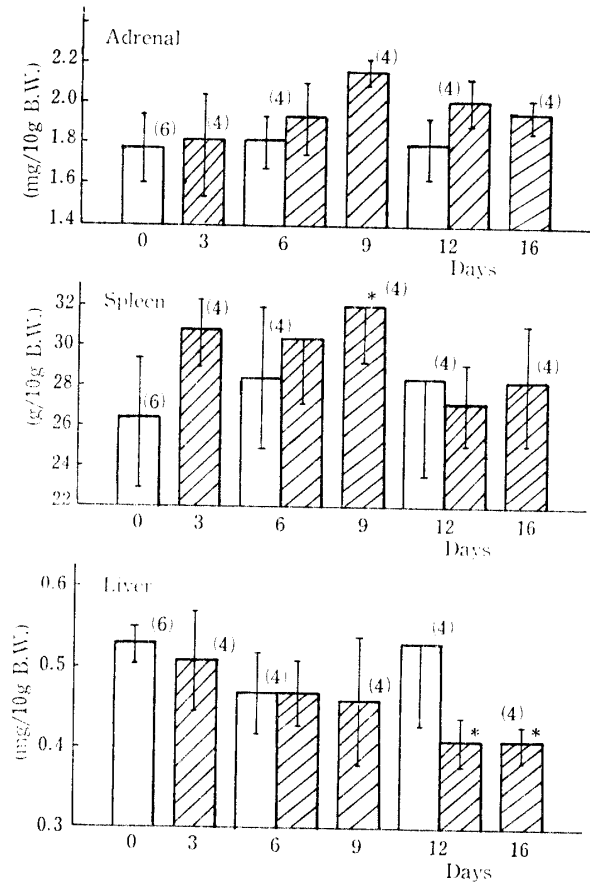 Adrenal
(mg/10g B.W.)
2.2
2.0
1.8
1.6
1.4
(6)
(4)
(4)
(4)
(4)
(4)
0 3 6 9 12 16
Days
Spleen
(g/10g B.W.)
32
30
28
26
24
22
(6)
(4)
(4)
* (4)
(4)
(4)
0 3 6 9 12 16
Days
Liver
(mg/10g B.W.)
0.6
0.5
0.4
0.3
(6)
(4)
(4)
(4)
(4)
*
(4)
*
0 3 6 9 12 16
Days